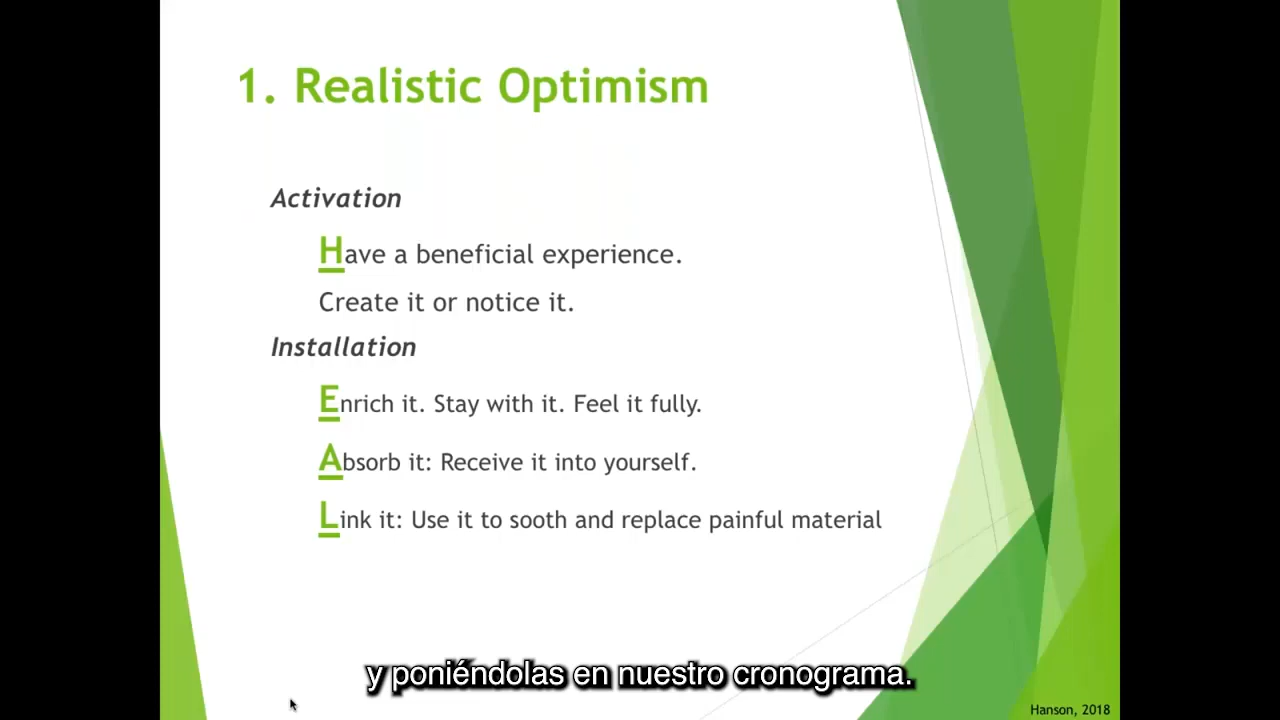 1. Realistic Optimism
Activation
Have a beneficial experience.
Create it or notice it.
Installation
Enrich it. Stay with it. Feel it fully.
Absorb it: Receive it into yourself.
Link it: Use it to sooth and replace painful material
y poniéndolas en nuestro cronograma.
Hanson, 2018